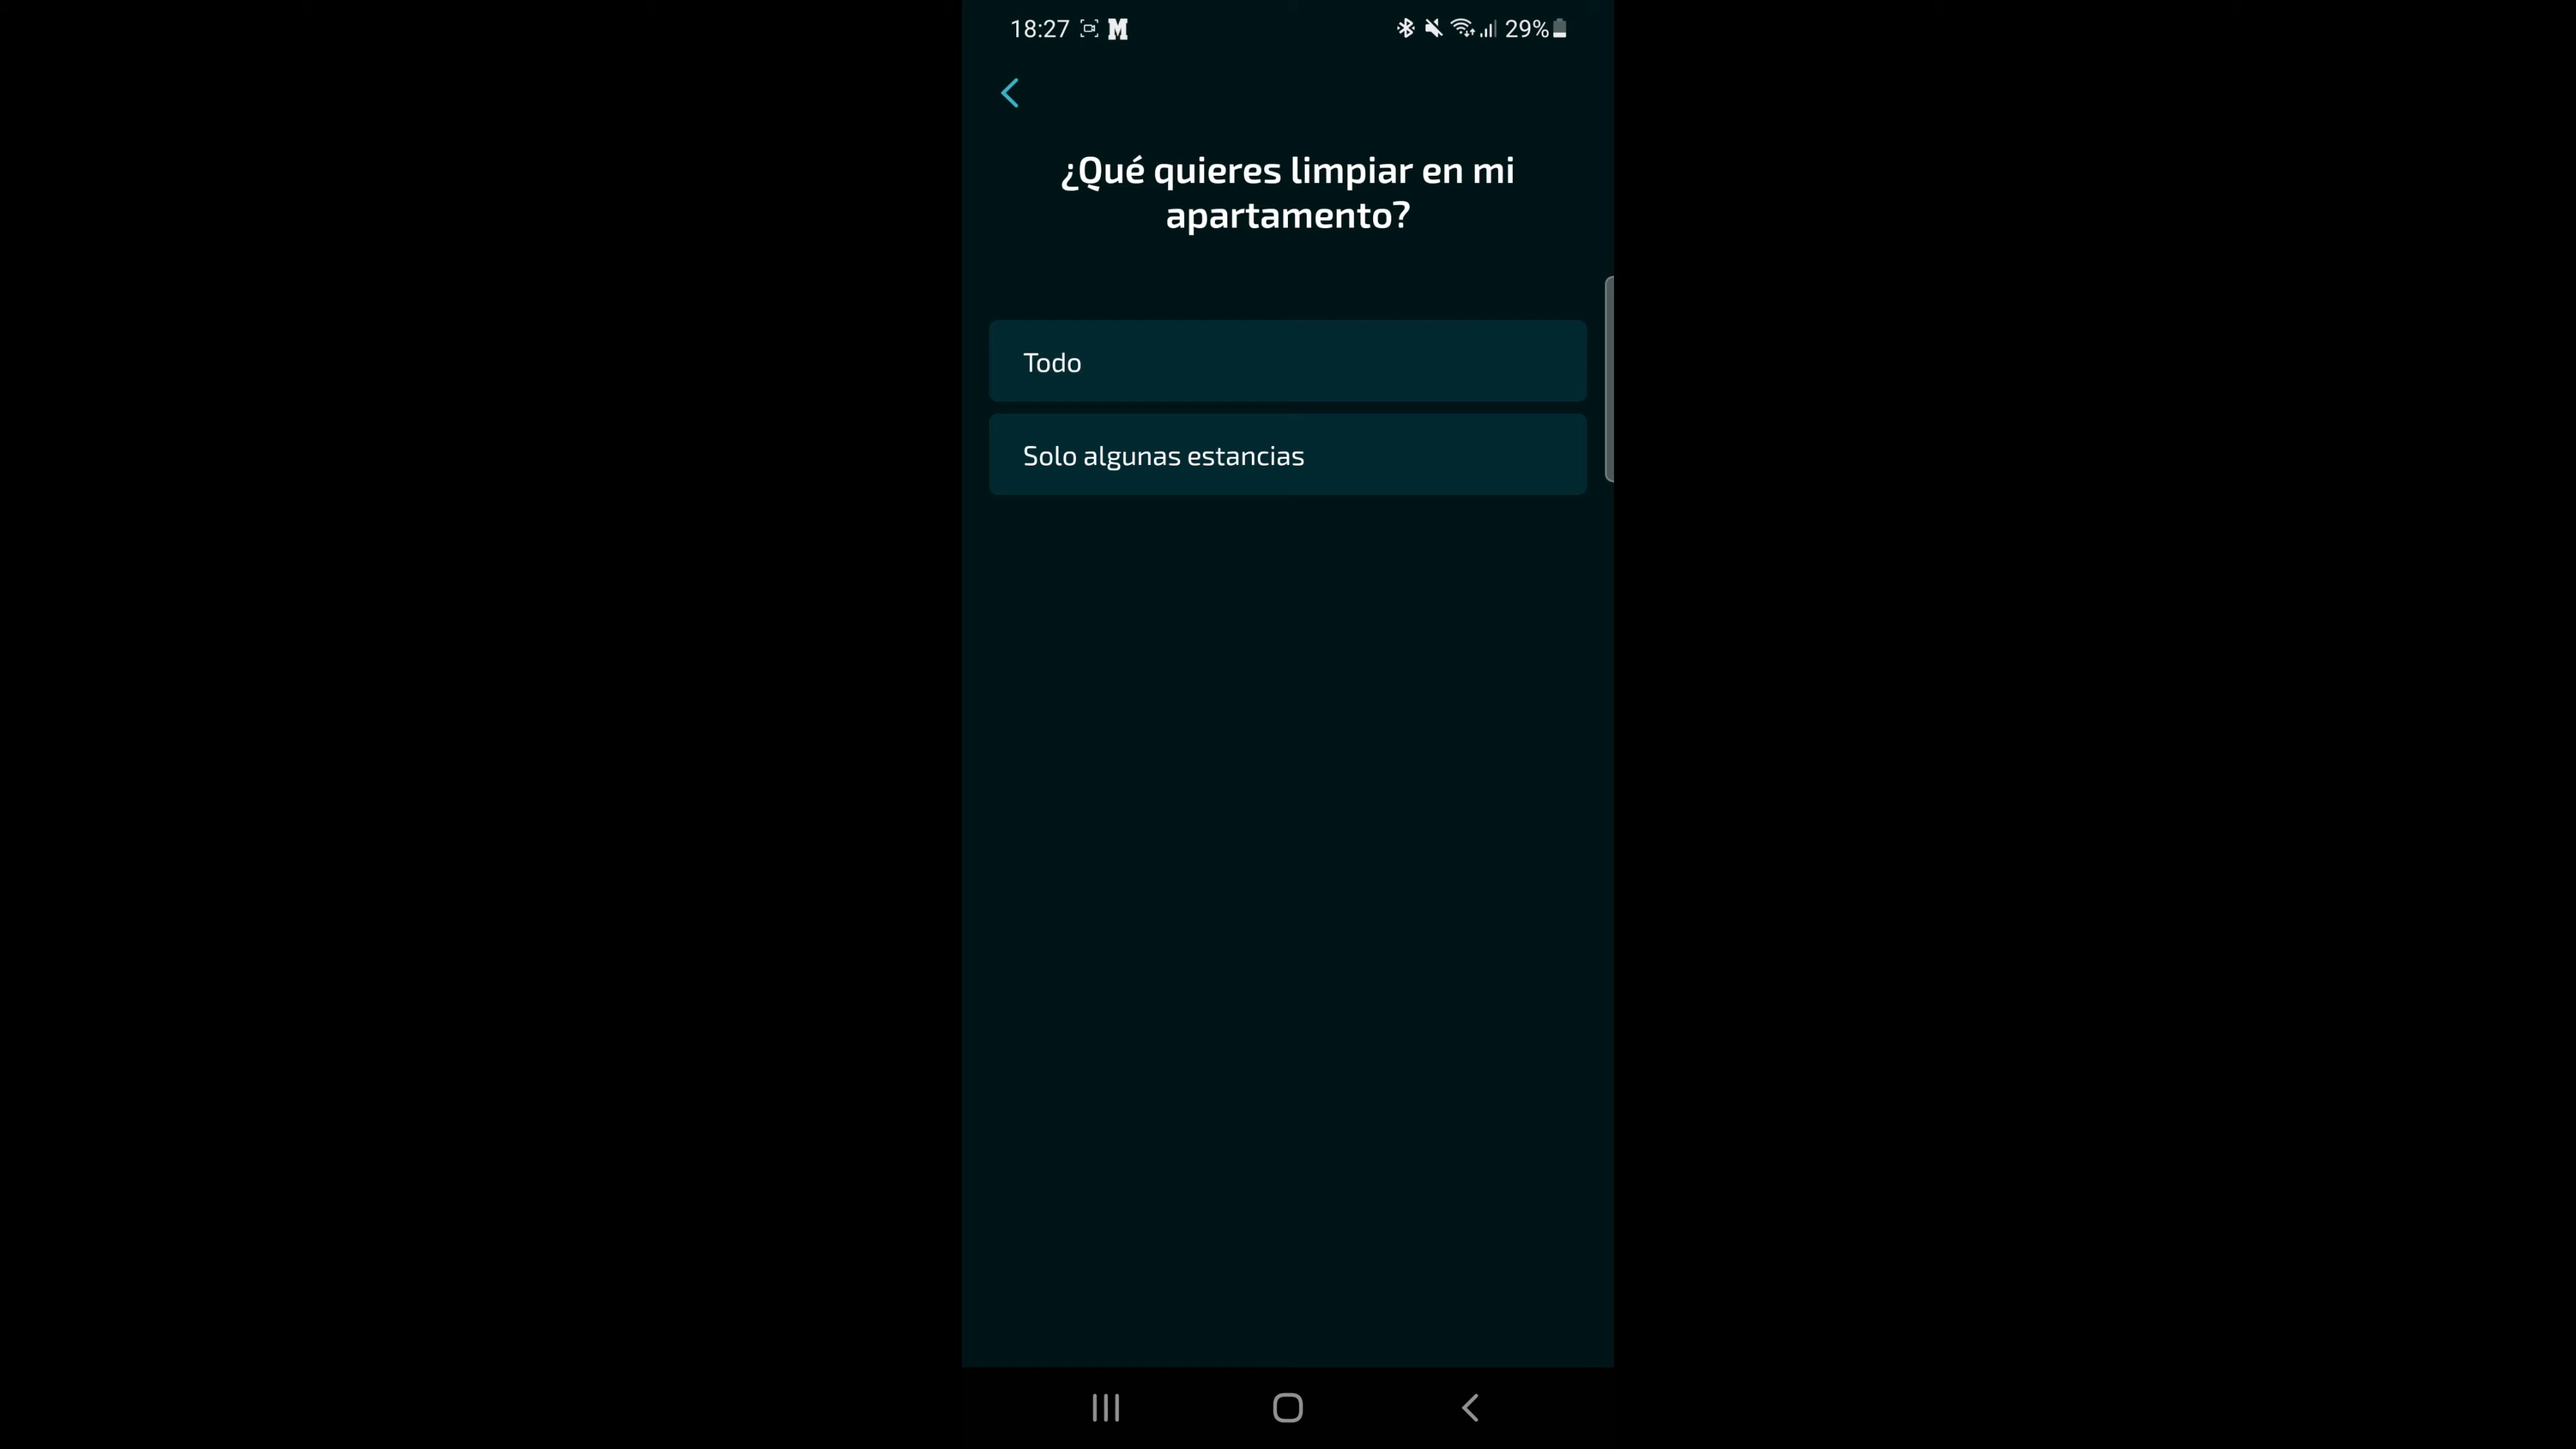 18:27 M 29%
¿Qué quieres limpiar en mi
apartamento?
Todo
Solo algunas estancias